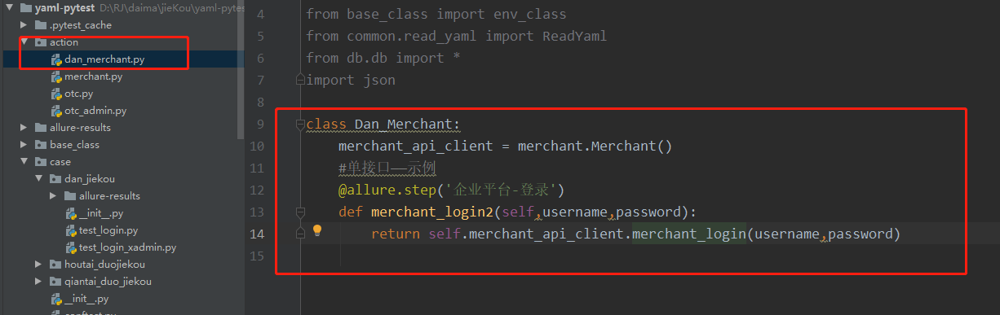 yaml-pytest D:\RJ\daima\jieKou\yaml-pytest
.pytest_cache
action
dan_merchant.py
merchant.py
otc.py
otc_admin.py
allure-results
base_class
case
dan_jiekou
allure-results
__init__.py
test_login.py
test_login_xadmin.py
houtai_duojiekou
qiantai_duo_jiekou
__init__.py
4 from base_class import env_class
5 from common.read_yaml import ReadYaml
6 from db.db import *
7 import json
8
9 class Dan_Merchant:
10 merchant_api_client = merchant.Merchant()
11 #单接口——示例
12 @allure.step('企业平台-登录')
13 def merchant_login2(self,username,password):
14 return self.merchant_api_client.merchant_login(username,password)
15